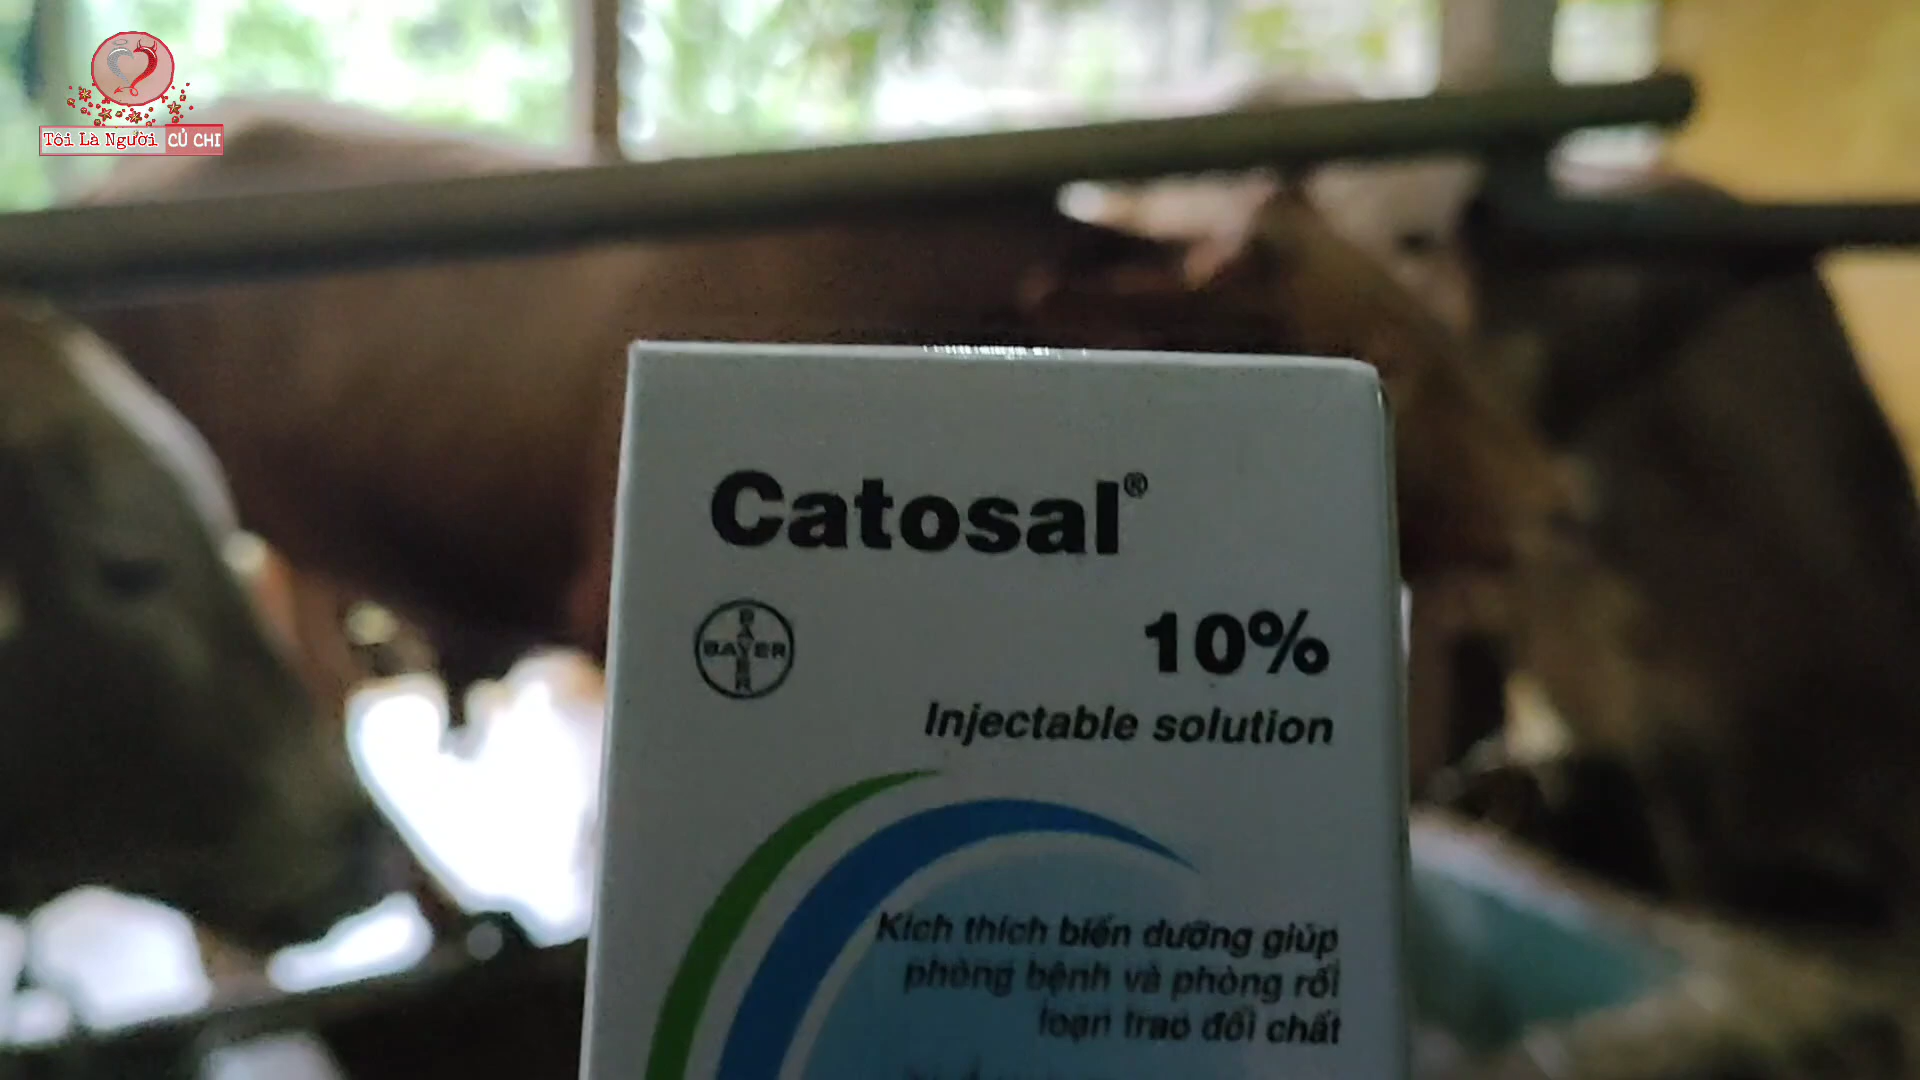 Tôi Là Người CỦ CHI
Catosal®
BAYER
BAYER
10%
Injectable solution
Kích thích biến dưỡng giúp
phòng bệnh và phòng rối
loạn trao đổi chất